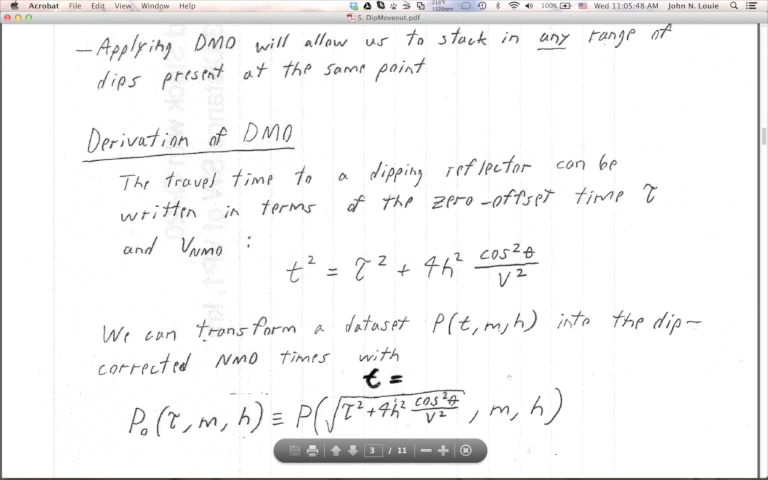 Acrobat File Edit View Window Help
100% Wed 11:05:48 AM John N. Louie
5. DipMoveout.pdf
– Applying DMO will allow us to stack in any range of
dips present at the same point
Derivation of DMO
The travel time to a dipping reflector can be
written in terms of the zero-offset time τ
and V_NMO :
t² = τ² + 4h² cos²θ / V²
We can transform a dataset P(t,m,h) into the dip-
corrected NMO times with
t =
P₀(τ, m, h) ≡ P(√(τ² + 4h² cos²θ / V²), m, h)
3 / 11